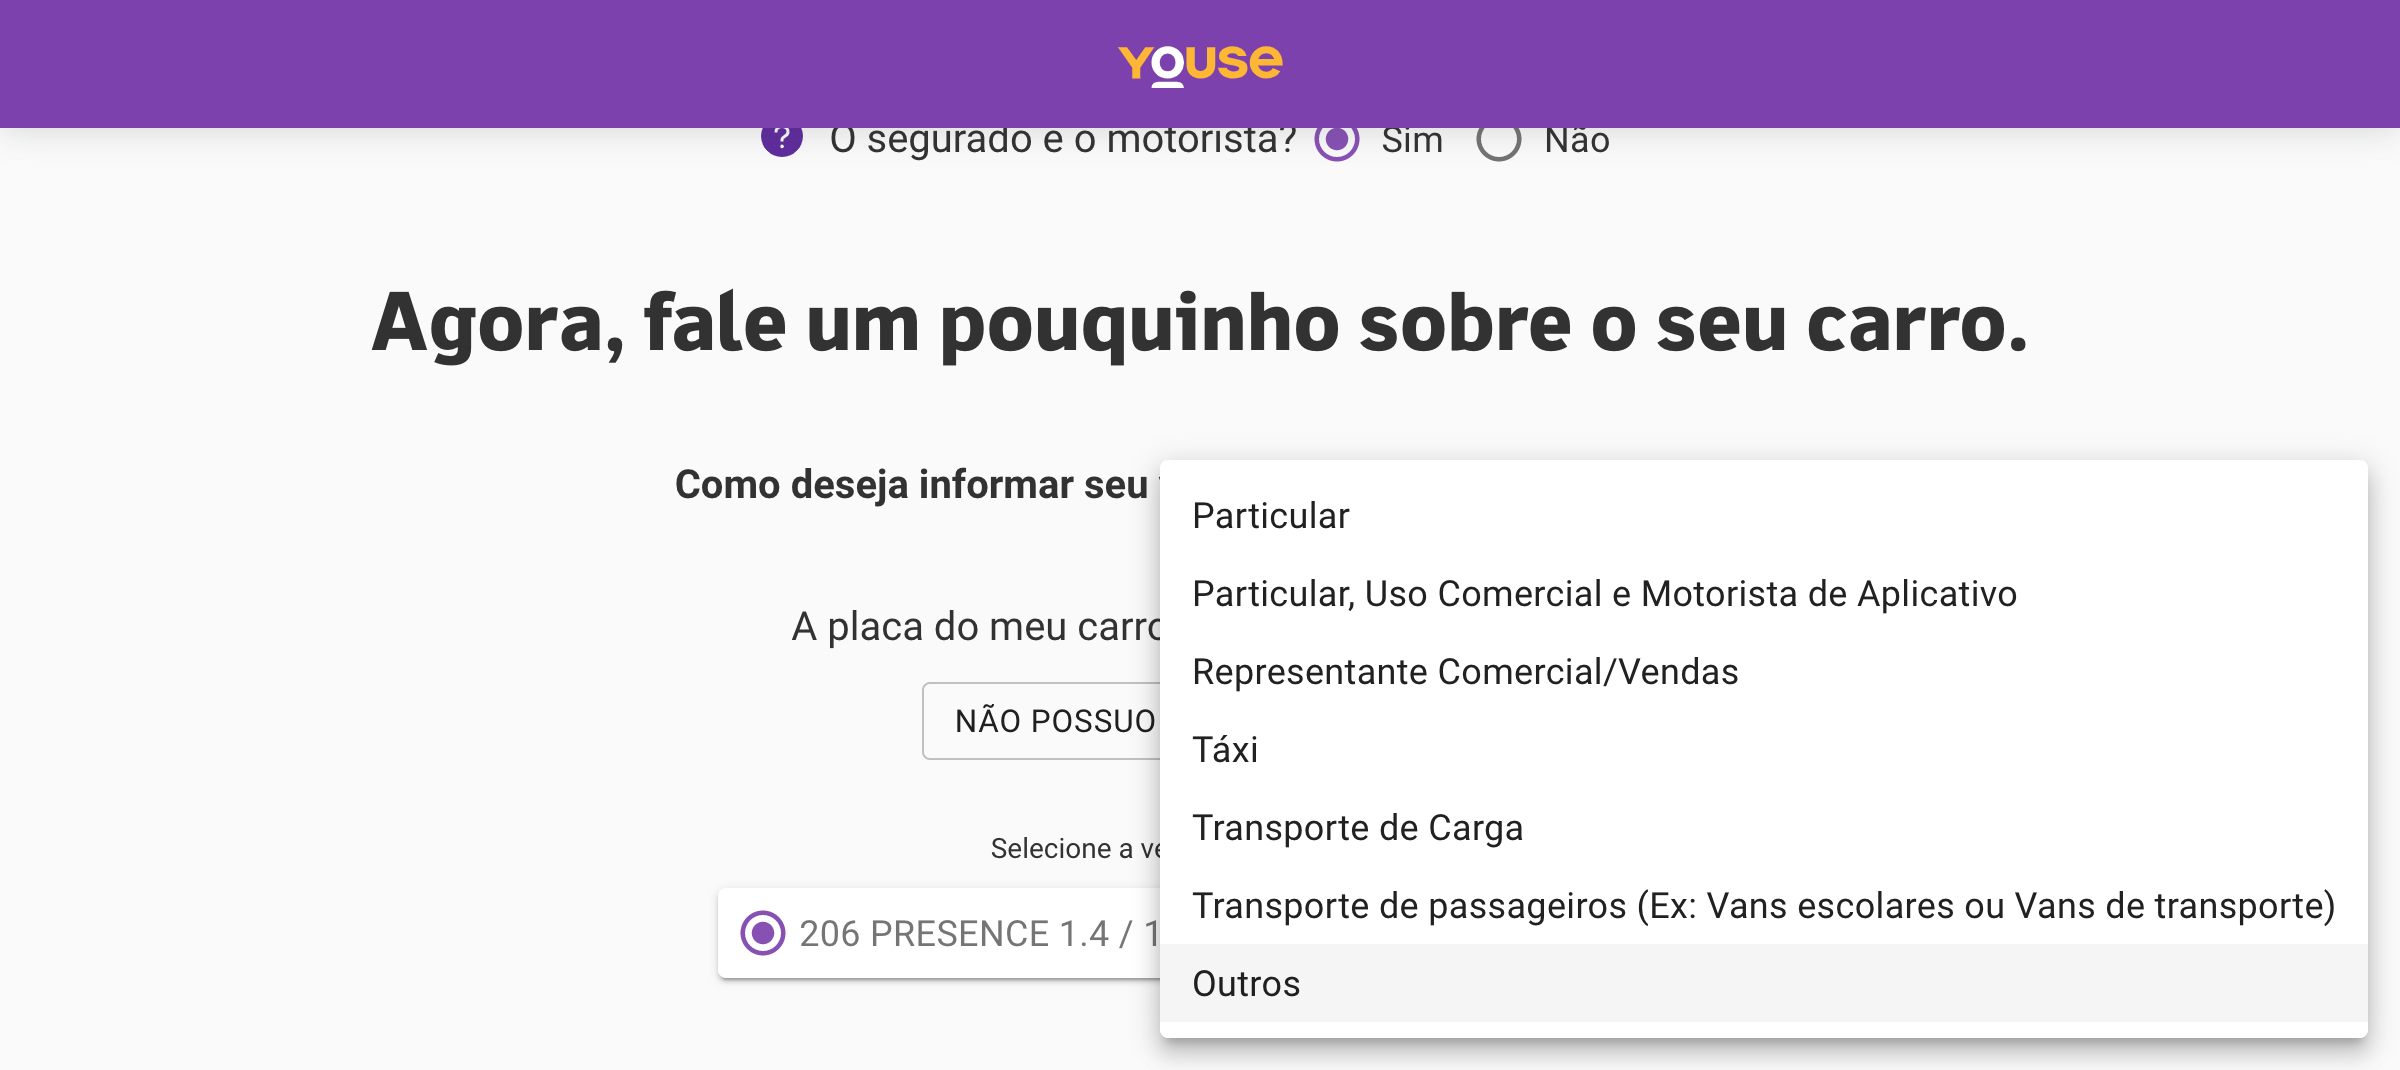 YOUSE
? O segurado é o motorista? Sim Não
Agora, fale um pouquinho sobre o seu carro.
Como deseja informar seu
A placa do meu carro
NÃO POSSUO
Selecione a ve
206 PRESENCE 1.4 / 1
Particular
Particular, Uso Comercial e Motorista de Aplicativo
Representante Comercial/Vendas
Táxi
Transporte de Carga
Transporte de passageiros (Ex: Vans escolares ou Vans de transporte)
Outros